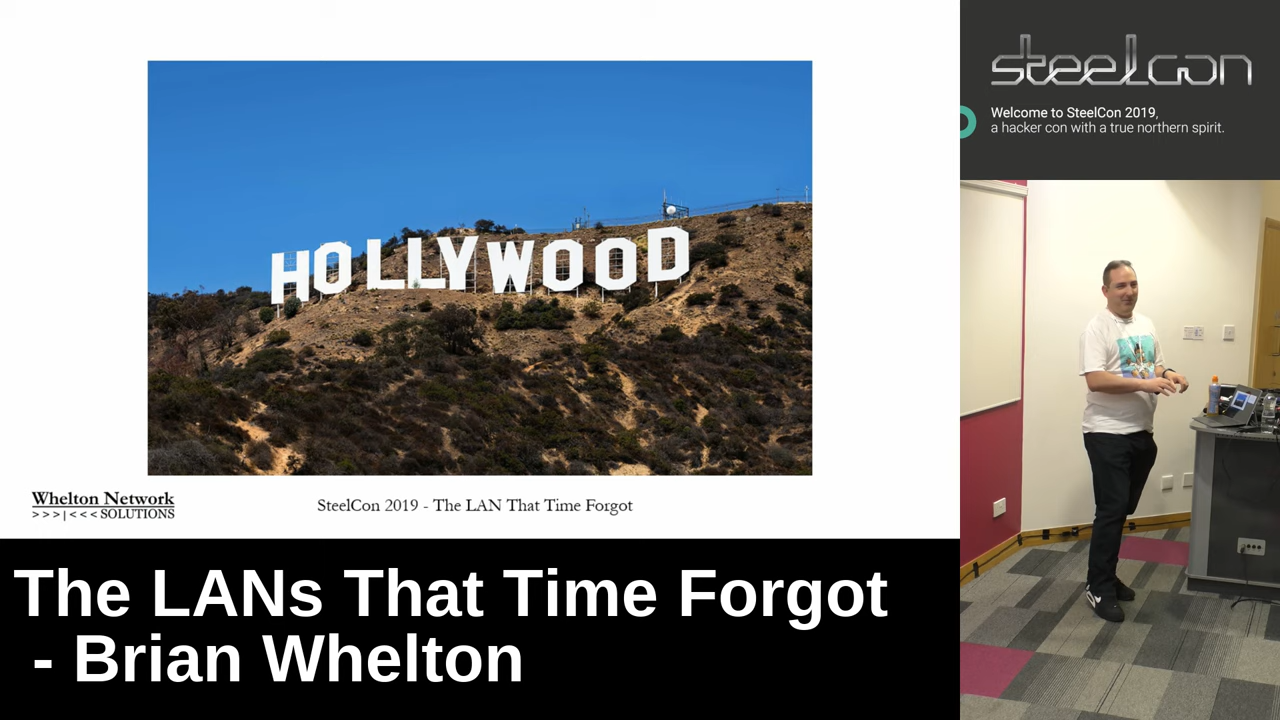 HOLLYWOOD
Whelton Network
>>>|<<< SOLUTIONS
SteelCon 2019 - The LAN That Time Forgot
The LANs That Time Forgot
- Brian Whelton
steelcon
Welcome to SteelCon 2019,
a hacker con with a true northern spirit.